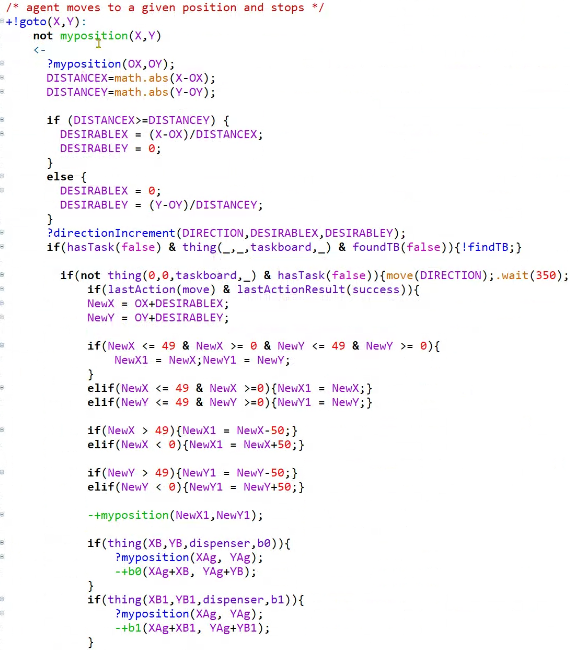 /* agent moves to a given position and stops */
+!goto(X,Y):
not myposition(X,Y)
<-
?myposition(OX,OY);
DISTANCEX=math.abs(X-OX);
DISTANCEY=math.abs(Y-OY);
if (DISTANCEX>=DISTANCEY) {
DESIRABLEX = (X-OX)/DISTANCEX;
DESIRABLEY = 0;
}
else {
DESIRABLEX = 0;
DESIRABLEY = (Y-OY)/DISTANCEY;
}
?directionIncrement(DIRECTION,DESIRABLEX,DESIRABLEY);
if(hasTask(false) & thing(_,_,taskboard,_) & foundTB(false)){!findTB;}
if(not thing(0,0,taskboard,_) & hasTask(false)){move(DIRECTION);.wait(350);
if(lastAction(move) & lastActionResult(success)){
NewX = OX+DESIRABLEX;
NewY = OY+DESIRABLEY;
if(NewX <= 49 & NewX >= 0 & NewY <= 49 & NewY >= 0){
NewX1 = NewX;NewY1 = NewY;
}
elif(NewX <= 49 & NewX >=0){NewX1 = NewX;}
elif(NewY <= 49 & NewY >=0){NewY1 = NewY;}
if(NewX > 49){NewX1 = NewX-50;}
elif(NewX < 0){NewX1 = NewX+50;}
if(NewY > 49){NewY1 = NewY-50;}
elif(NewY < 0){NewY1 = NewY+50;}
-+myposition(NewX1,NewY1);
if(thing(XB,YB,dispenser,b0)){
?myposition(XAg, YAg);
-+b0(XAg+XB, YAg+YB);
}
if(thing(XB1,YB1,dispenser,b1)){
?myposition(XAg, YAg);
-+b1(XAg+XB1, YAg+YB1);
}